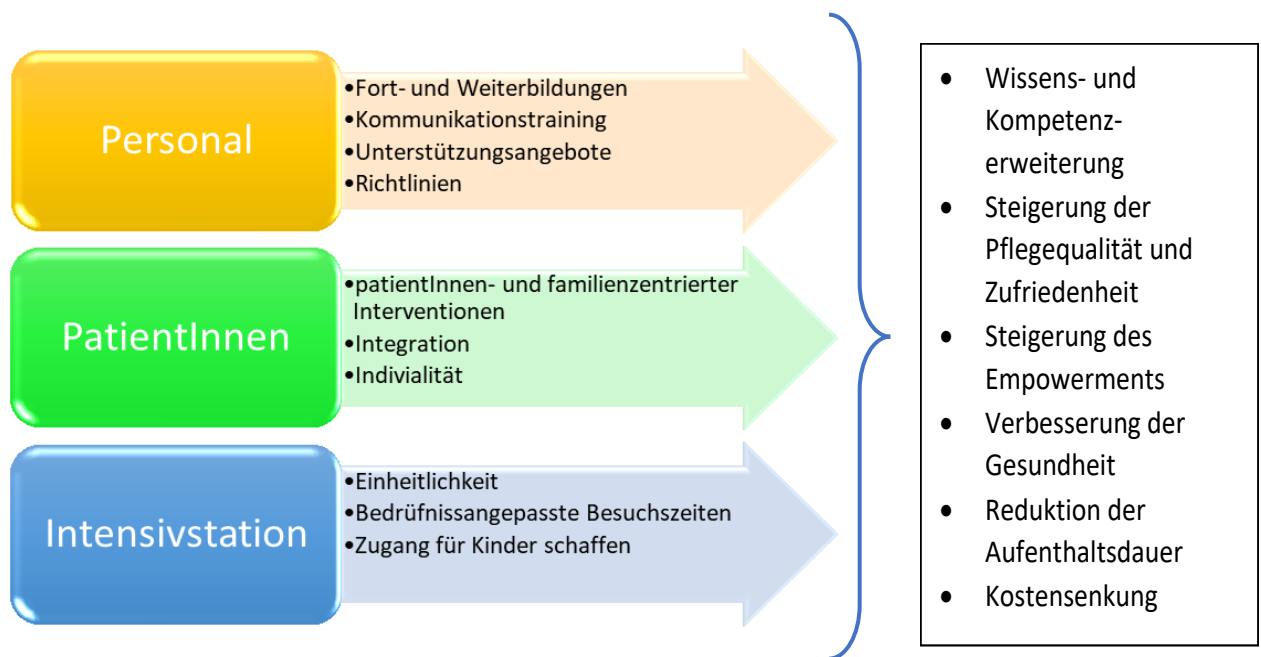 Personal
•Fort- und Weiterbildungen
•Kommunikationstraining
•Unterstützungsangebote
•Richtlinien
PatientInnen
•patientInnen- und familienzentrierter
Interventionen
•Integration
•Indivialität
Intensivstation
•Einheitlichkeit
•Bedrüfnissangepasste Besuchszeiten
•Zugang für Kinder schaffen
• Wissens- und
Kompetenz-
erweiterung
• Steigerung der
Pflegequalität und
Zufriedenheit
• Steigerung des
Empowerments
• Verbesserung der
Gesundheit
• Reduktion der
Aufenthaltsdauer
• Kostensenkung